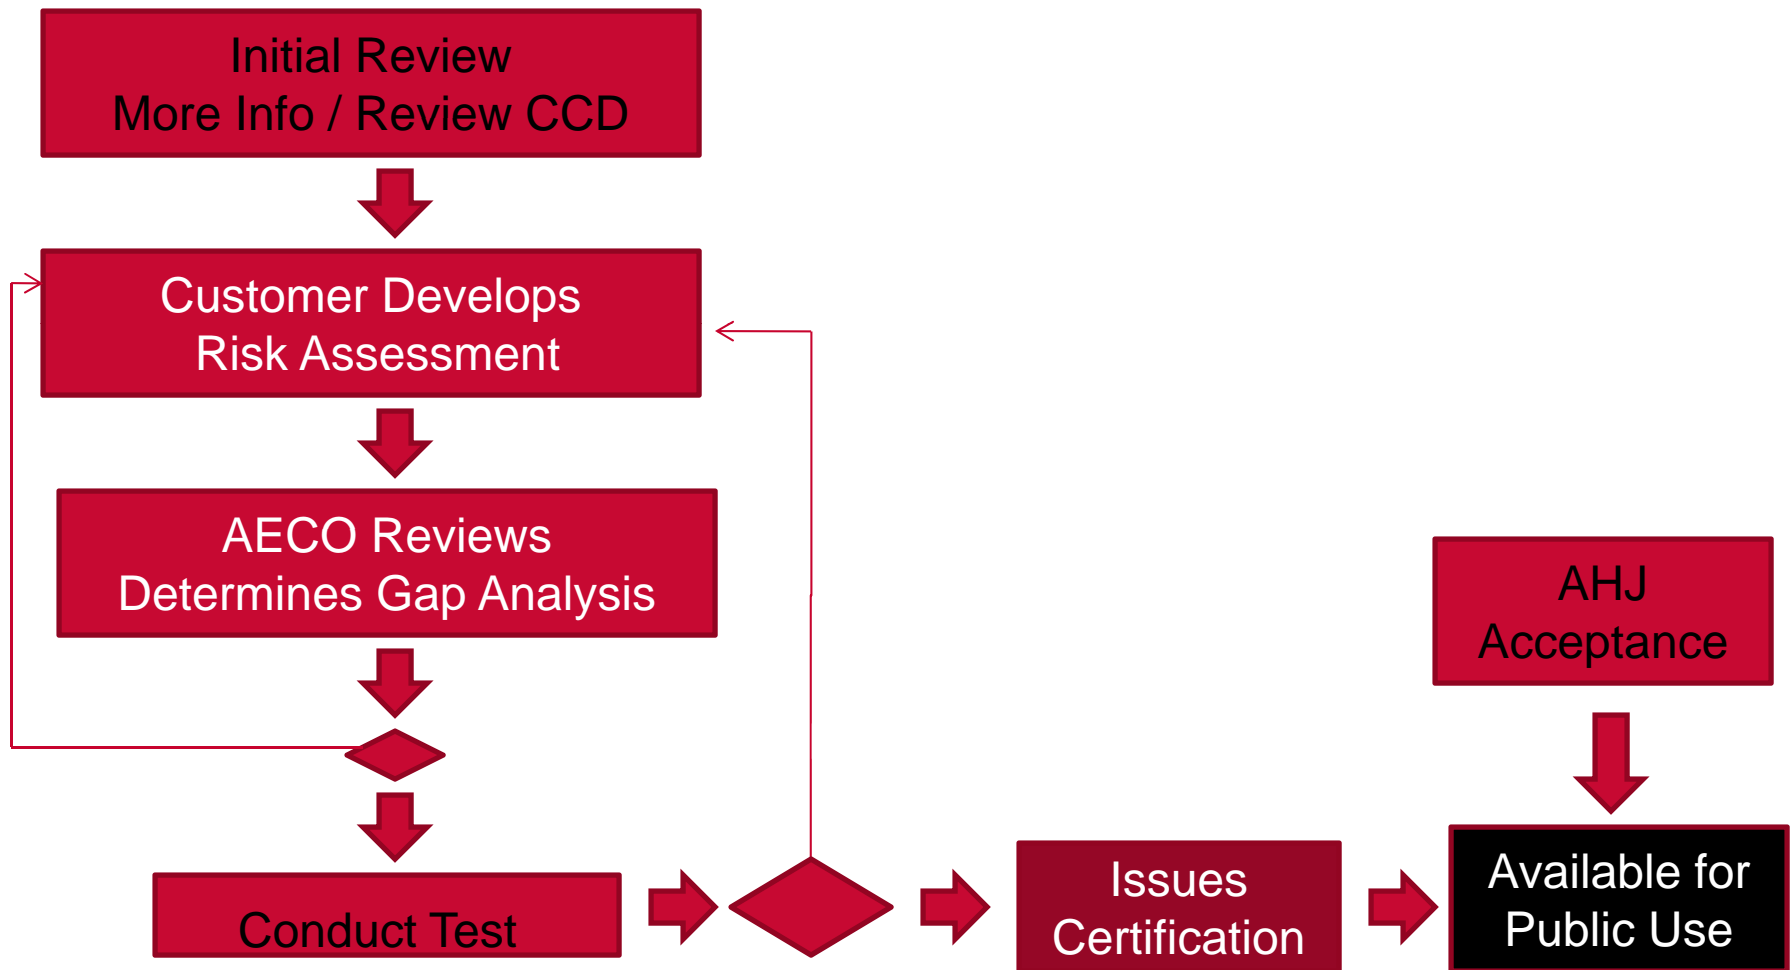 Initial Review
More Info / Review CCD
Customer Develops
Risk Assessment
AECO Reviews
Determines Gap Analysis
Conduct Test
Issues
Certification
AHJ
Acceptance
Available for
Public Use